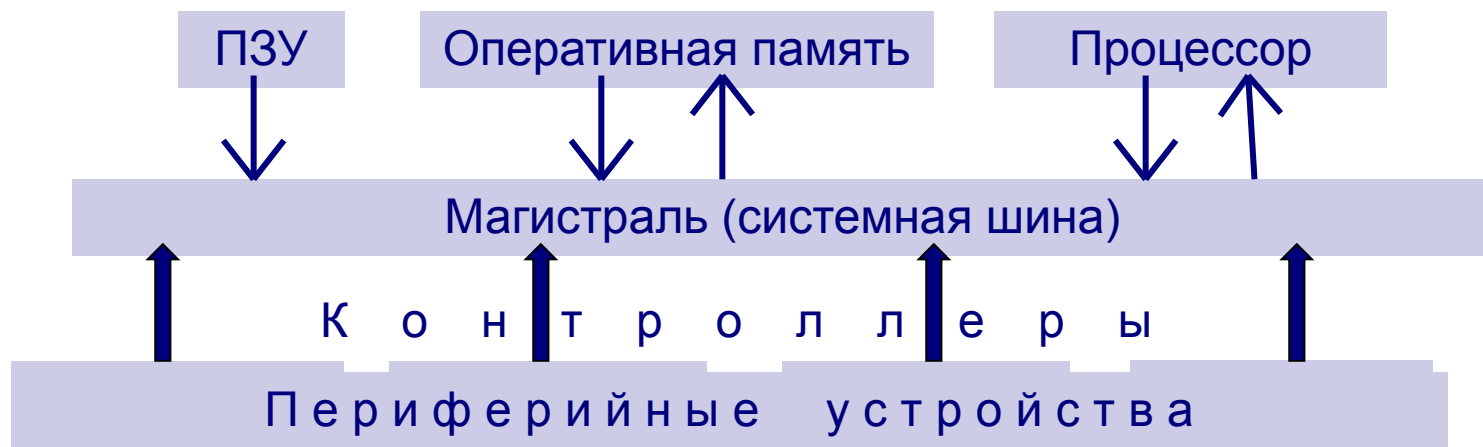 ПЗУ Оперативная память Процессор
Магистраль (системная шина)
К о н т р о л л е р ы
П е р и ф е р и й н ы е у с т р о й с т в а